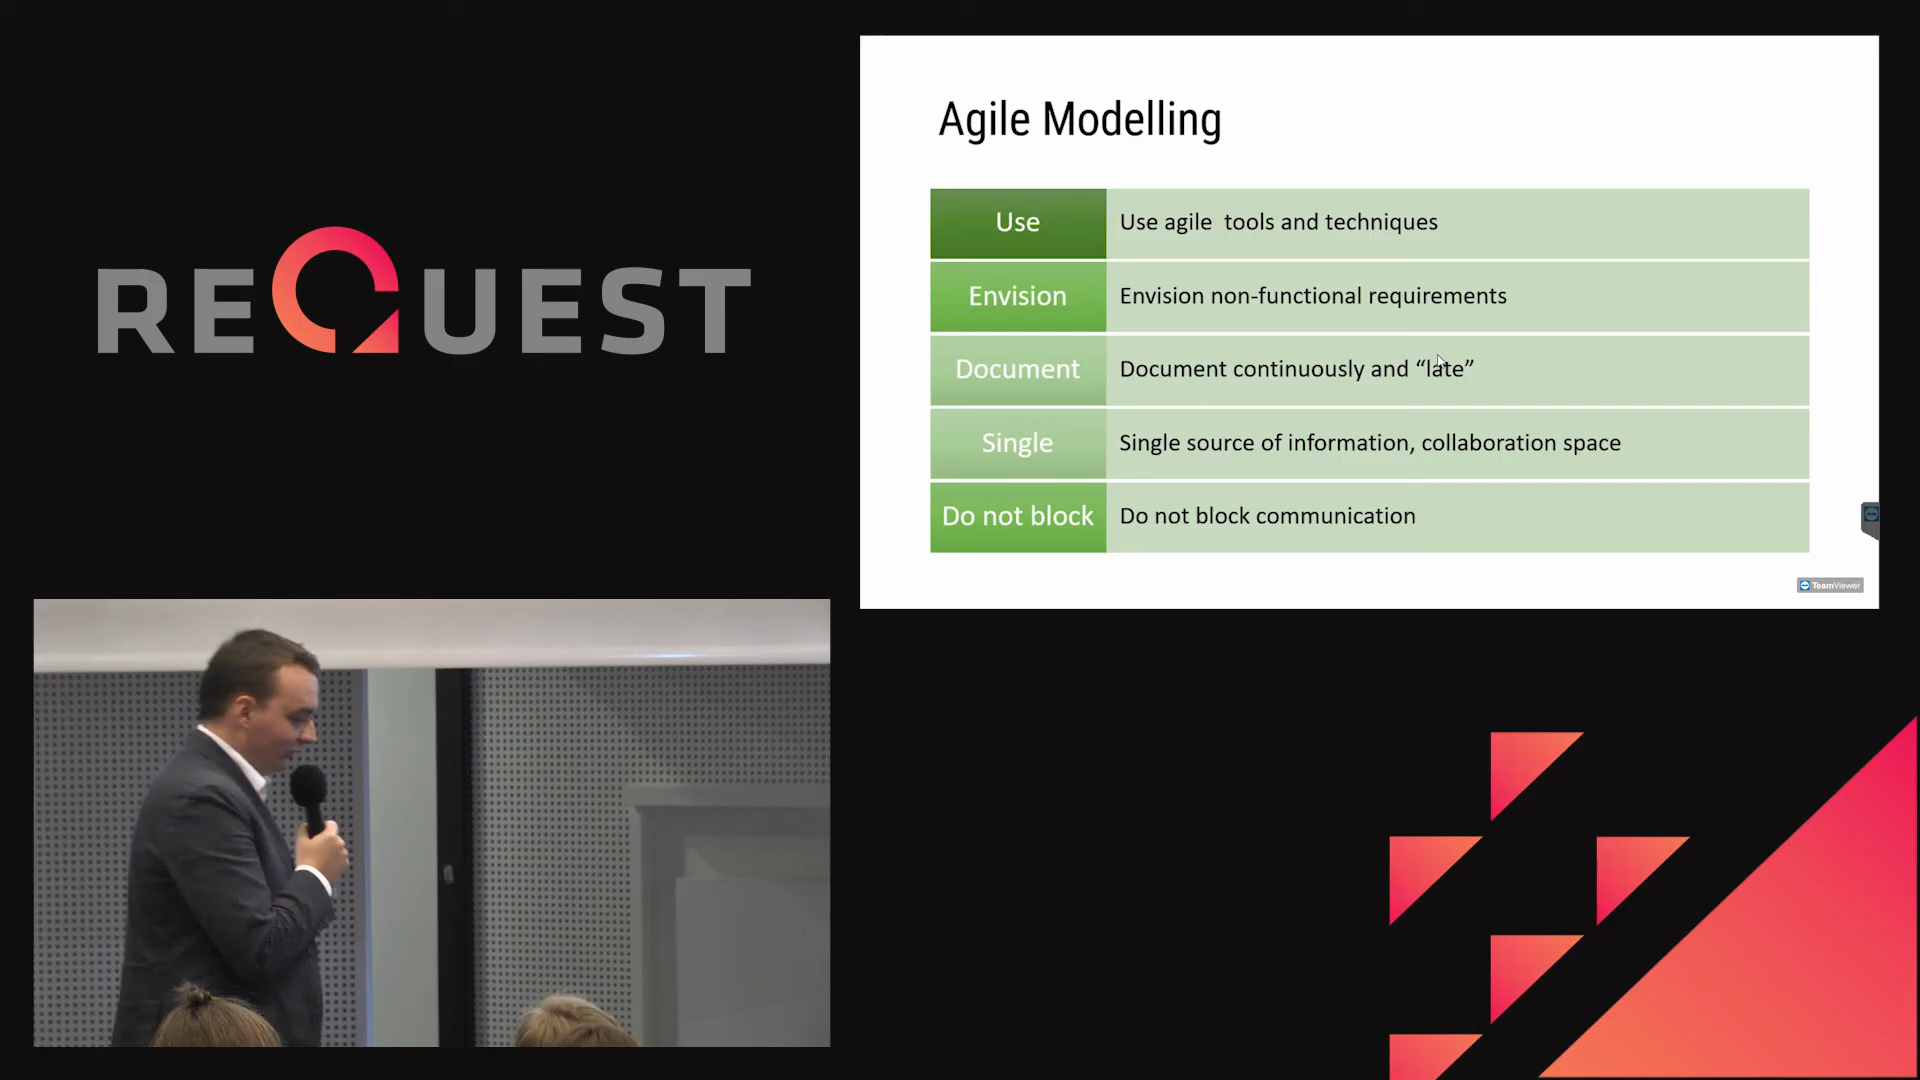 REQUEST
Agile Modelling
Use
Use agile  tools and techniques
Envision
Envision non-functional requirements
Document
Document continuously and “late”
Single
Single source of information, collaboration space
Do not block
Do not block communication
TeamViewer